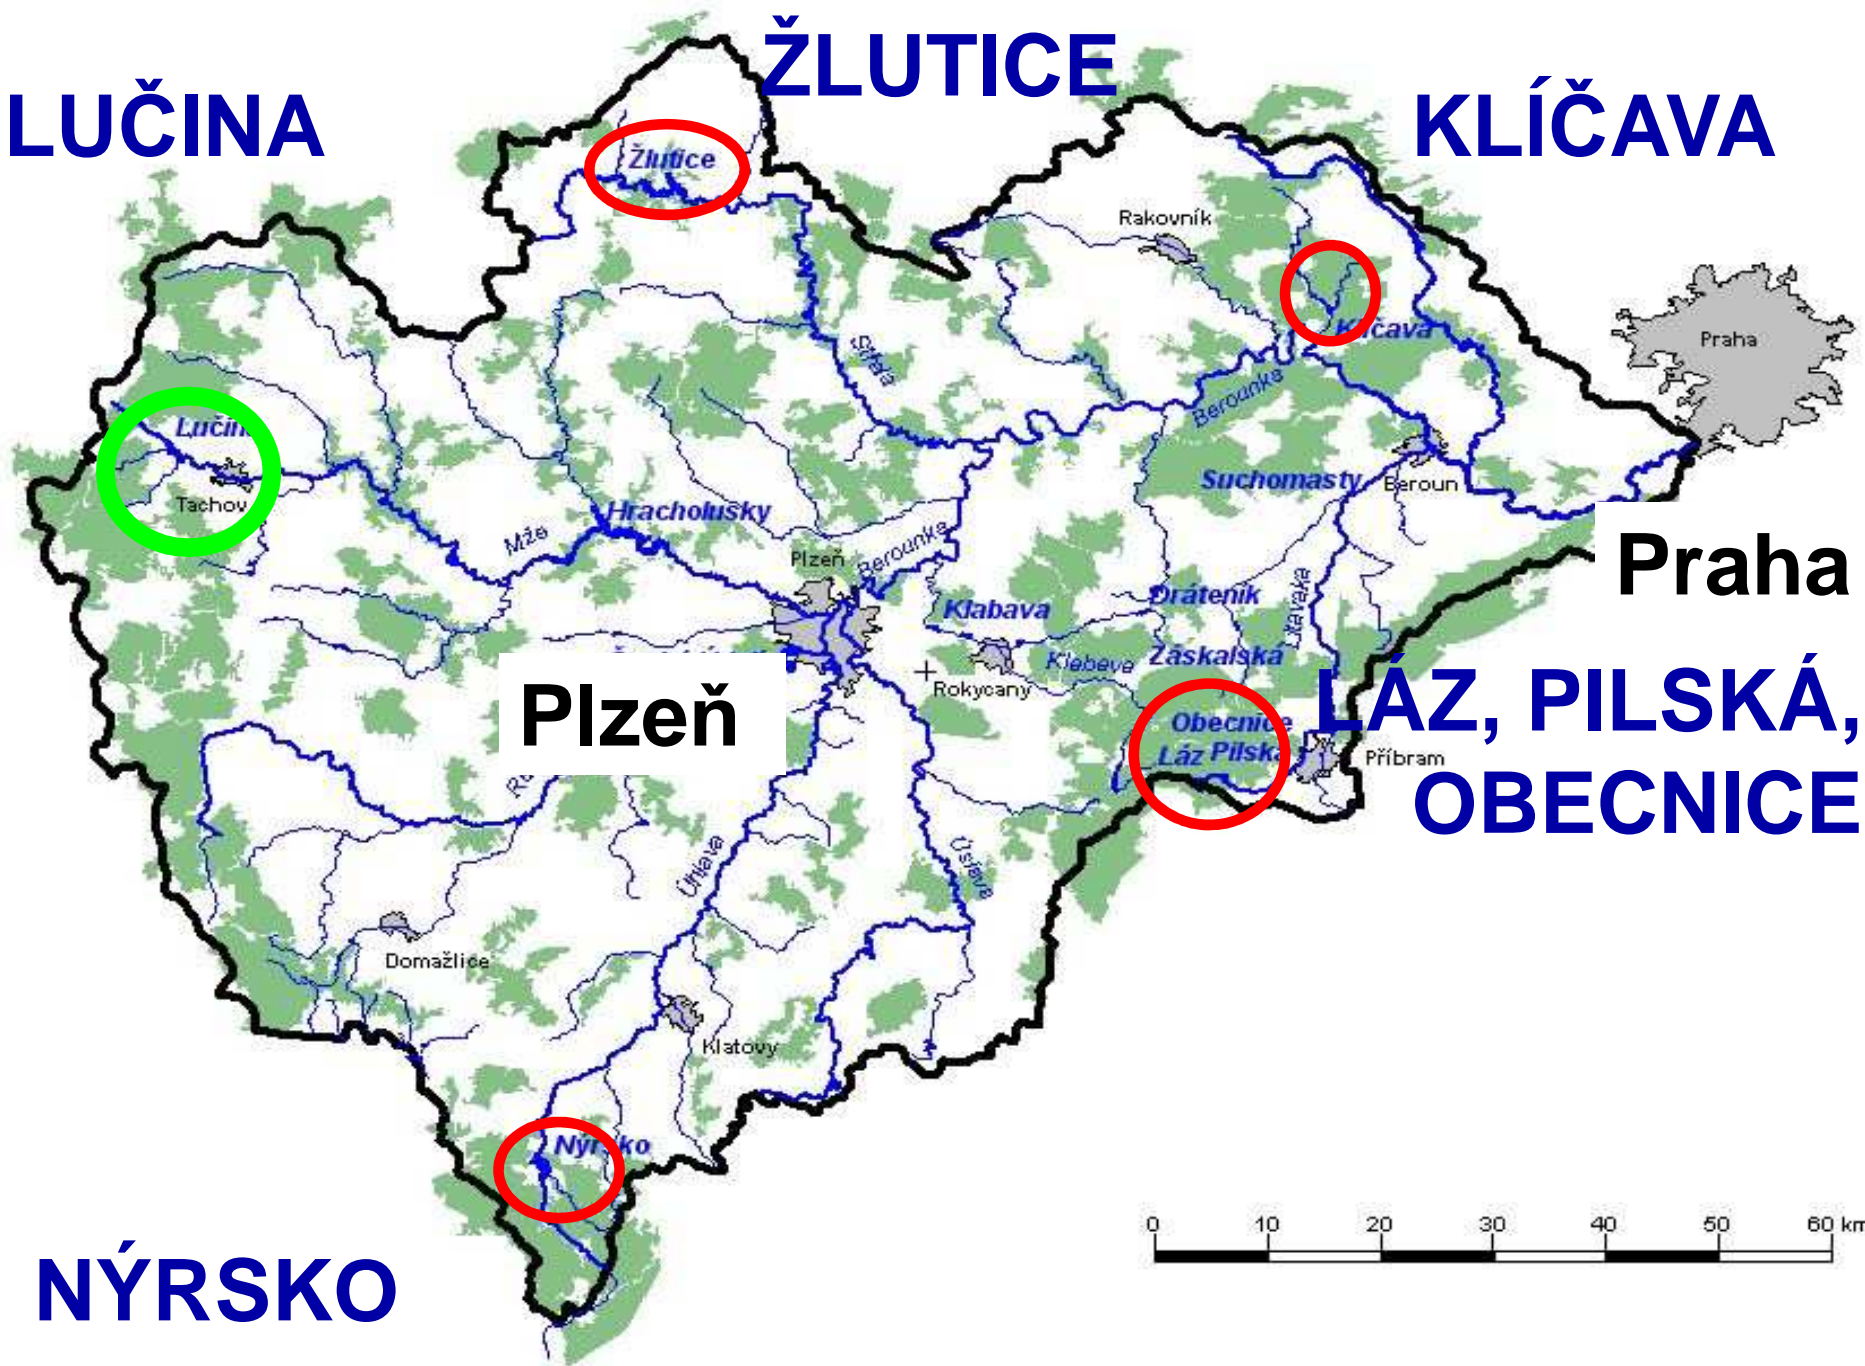 ŽLUTICE
LUČINA
KLÍČAVA
Žlutice
Rakovník
Klíčava
Praha
Střela
Berounka
Lučina
Tachov
Suchomasty
Beroun
Hracholusky
Mže
Plzeň
Berounka
Praha
Klabava
Dráteník
Litavka
Klabava
Záskalská
Rokycany
Plzeň
LÁZ, PILSKÁ,
Obecnice
Láz Pilská
Příbram
OBECNICE
Úhlava
Úslava
Domažlice
Klatovy
Nýrsko
0 10 20 30 40 50 60 km
NÝRSKO